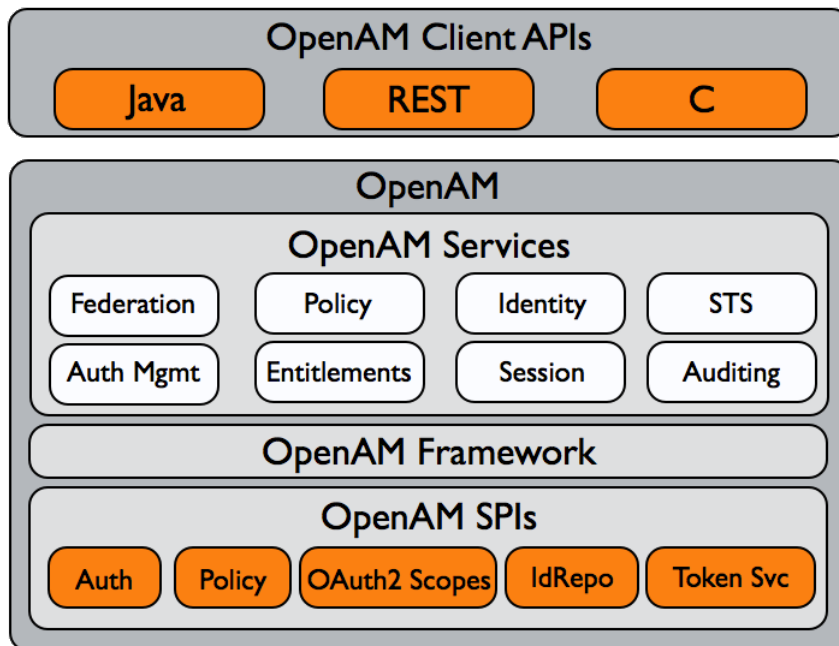 OpenAM Client APIs
Java REST C
OpenAM
OpenAM Services
Federation Policy Identity STS
Auth Mgmt Entitlements Session Auditing
OpenAM Framework
OpenAM SPIs
Auth Policy OAuth2 Scopes IdRepo Token Svc